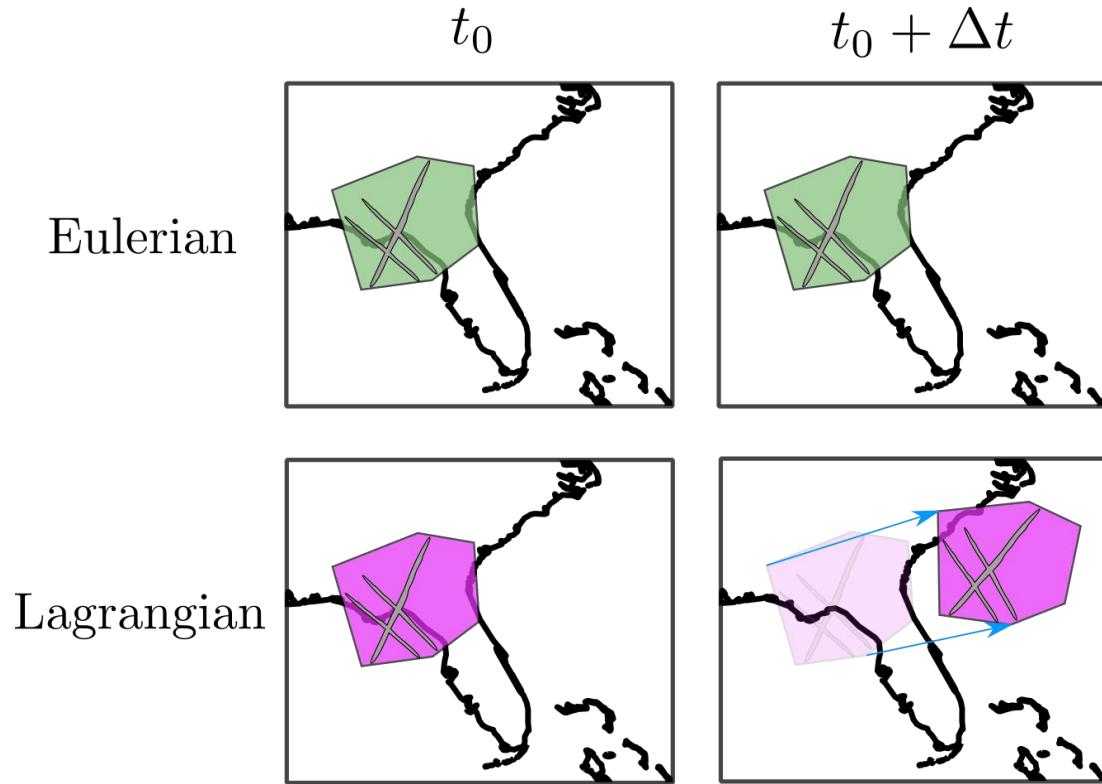 t₀
t₀ + Δt
Eulerian
Lagrangian